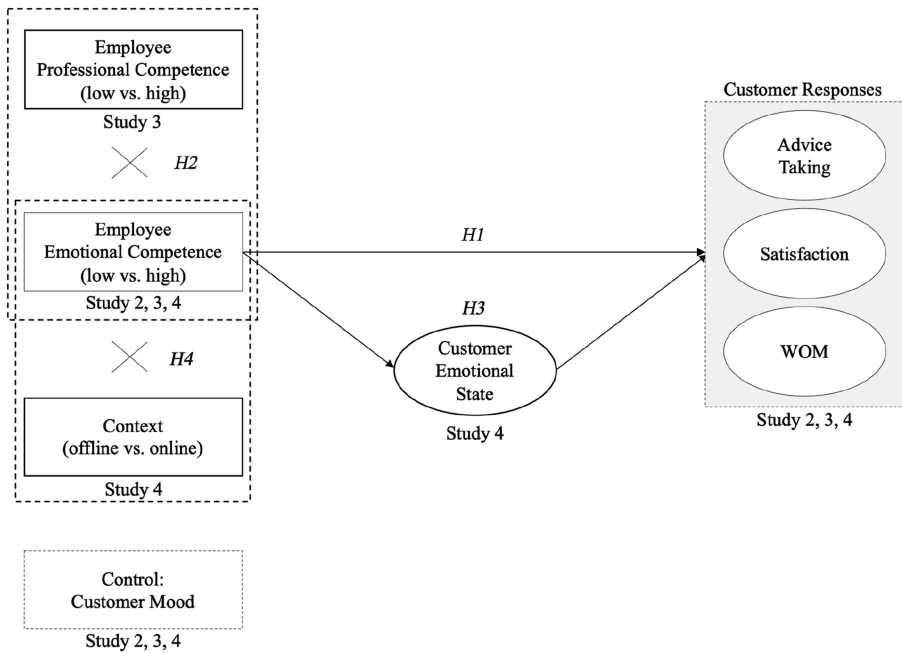 Employee
Professional Competence
(low vs. high)
Study 3
H2
Employee
Emotional Competence
(low vs. high)
Study 2, 3, 4
H4
Context
(offline vs. online)
Study 4
Control:
Customer Mood
Study 2, 3, 4
H1
H3
Customer
Emotional
State
Study 4
Customer Responses
Advice
Taking
Satisfaction
WOM
Study 2, 3, 4